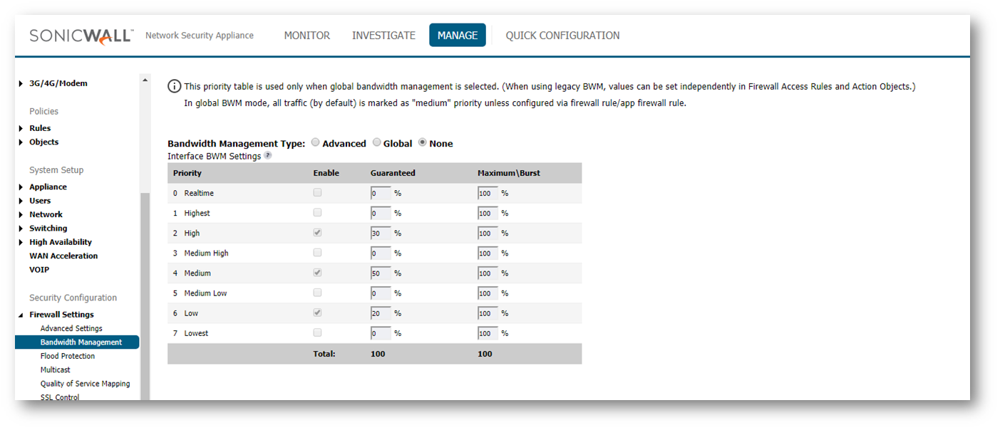 SONICWALL™ Network Security Appliance MONITOR INVESTIGATE MANAGE QUICK CONFIGURATION
3G/4G/Modem
Policies
Rules
Objects
System Setup
Appliance
Users
Network
Switching
High Availability
WAN Acceleration
VOIP
Security Configuration
Firewall Settings
Advanced Settings
Bandwidth Management
Flood Protection
Multicast
Quality of Service Mapping
SSL Control
This priority table is used only when global bandwidth management is selected. (When using legacy BWM, values can be set independently in Firewall Access Rules and Action Objects.)
In global BWM mode, all traffic (by default) is marked as "medium" priority unless configured via firewall rule/app firewall rule.
Bandwidth Management Type: Advanced Global None
Interface BWM Settings ?
Priority Enable Guaranteed Maximum\Burst
0 Realtime 0 % 100 %
1 Highest 0 % 100 %
2 High 30 % 100 %
3 Medium High 0 % 100 %
4 Medium 50 % 100 %
5 Medium Low 0 % 100 %
6 Low 20 % 100 %
7 Lowest 0 % 100 %
Total: 100 100